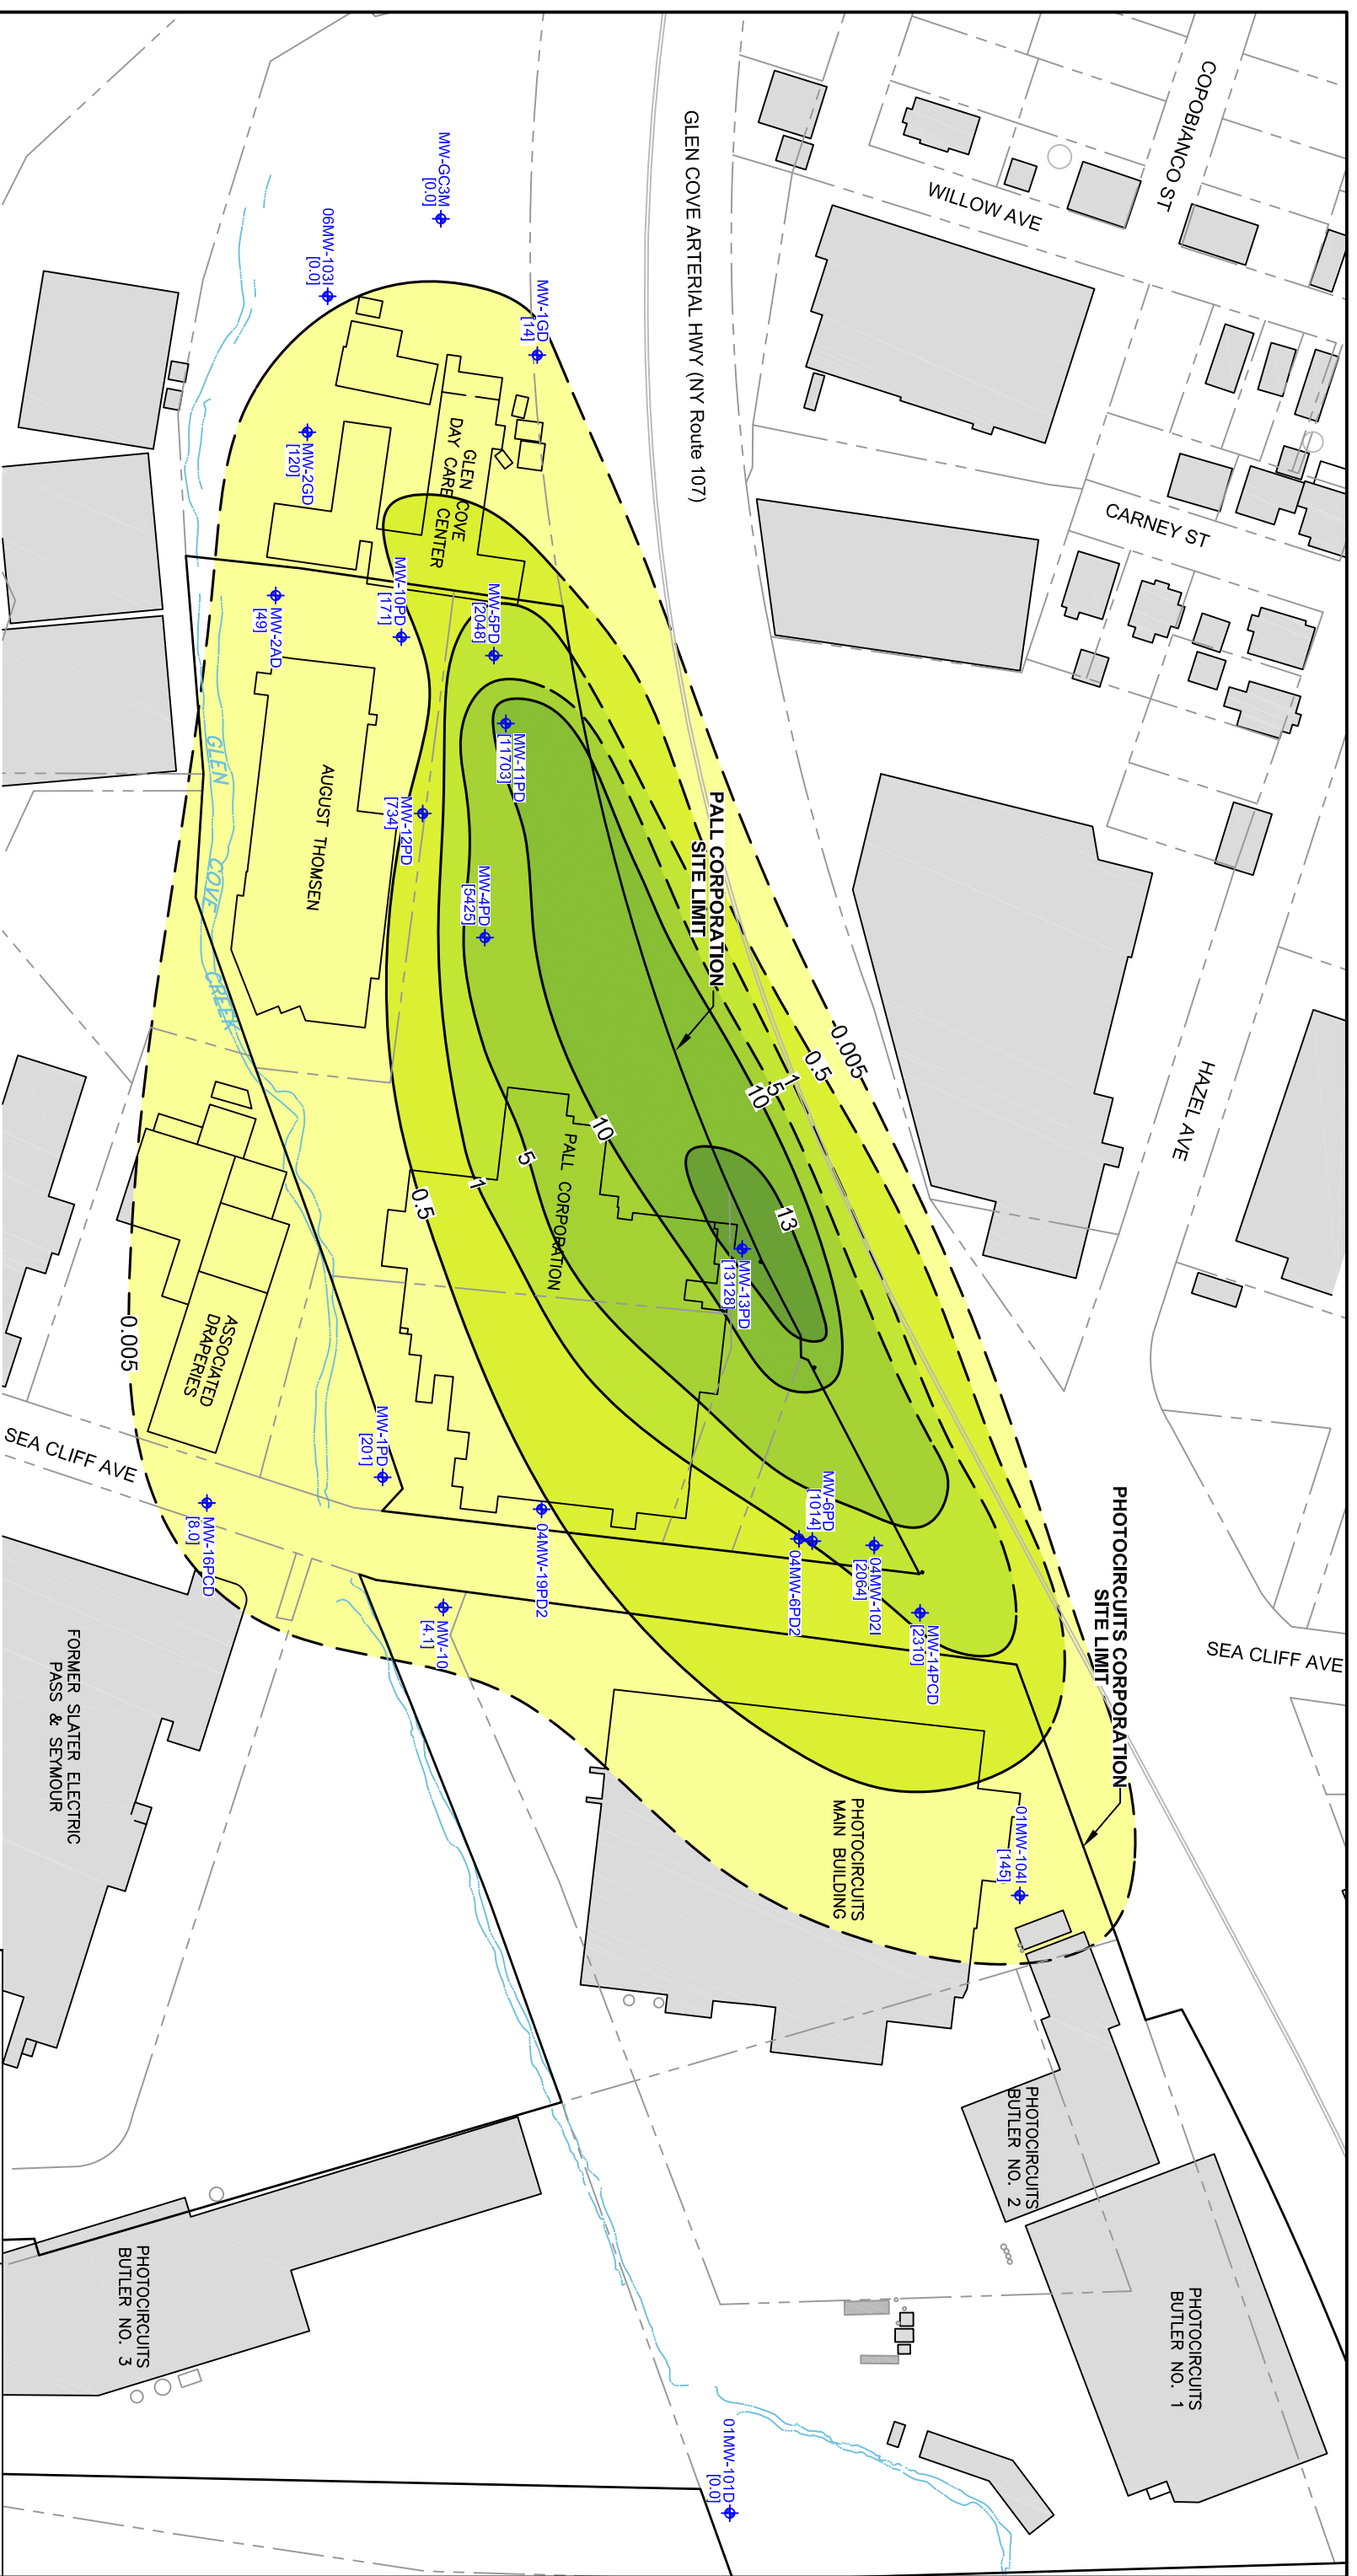 COPOBIANCO ST
WILLOW AVE
GLEN COVE ARTERIAL HWY (NY Route 107)
MW-GC3M
[0.0]
06MW-103I
[0.0]
MW-1GD
[14]
MW-2GD
[120]
GLEN COVE
DAY CARE CENTER
CARNEY ST
MW-10PD
[171]
MW-5PD
[2048]
MW-2AD
[49]
MW-11PD
[11703]
MW-12PD
[734]
MW-4PD
[5425]
AUGUST THOMSEN
GLEN COVE CREEK
PALL CORPORATION
SITE LIMIT
0.005
0.5
1
5
10
HAZEL AVE
10
5
1
0.5
13
PALL CORPORATION
MW-13PD
[13128]
0.005
ASSOCIATED
DRAPERIES
SEA CLIFF AVE
MW-1PD
[201]
MW-16PCD
[8.0]
04MW-19PD2
MW-6PD
[1014]
04MW-6PD2
04MW-102I
[2064]
MW-14PCD
[2310]
MW-10
[4.1]
PHOTOCIRCUITS CORPORATION
SITE LIMIT
SEA CLIFF AVE
FORMER SLATER ELECTRIC
PASS & SEYMOUR
PHOTOCIRCUITS
MAIN BUILDING
01MW-104I
[145]
PHOTOCIRCUITS
BUTLER NO. 2
PHOTOCIRCUITS
BUTLER NO. 1
PHOTOCIRCUITS
BUTLER NO. 3
01MW-101D
[0.0]